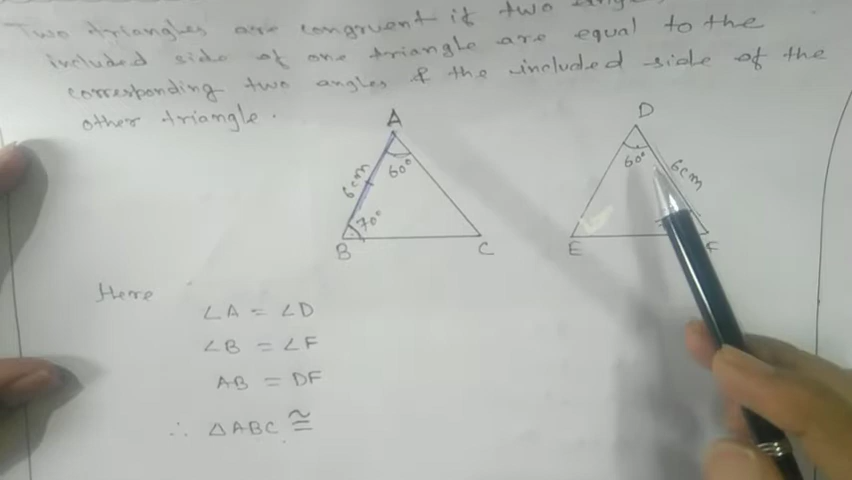 Two triangles are congruent if two
included side of one triangle are equal to the
corresponding two angles & the included side of the
other triangle.
A
D
6cm
60°
60°
6cm
70°
B
C
E
F
Here
∠A = ∠D
∠B = ∠F
AB = DF
∴ △ABC ≅